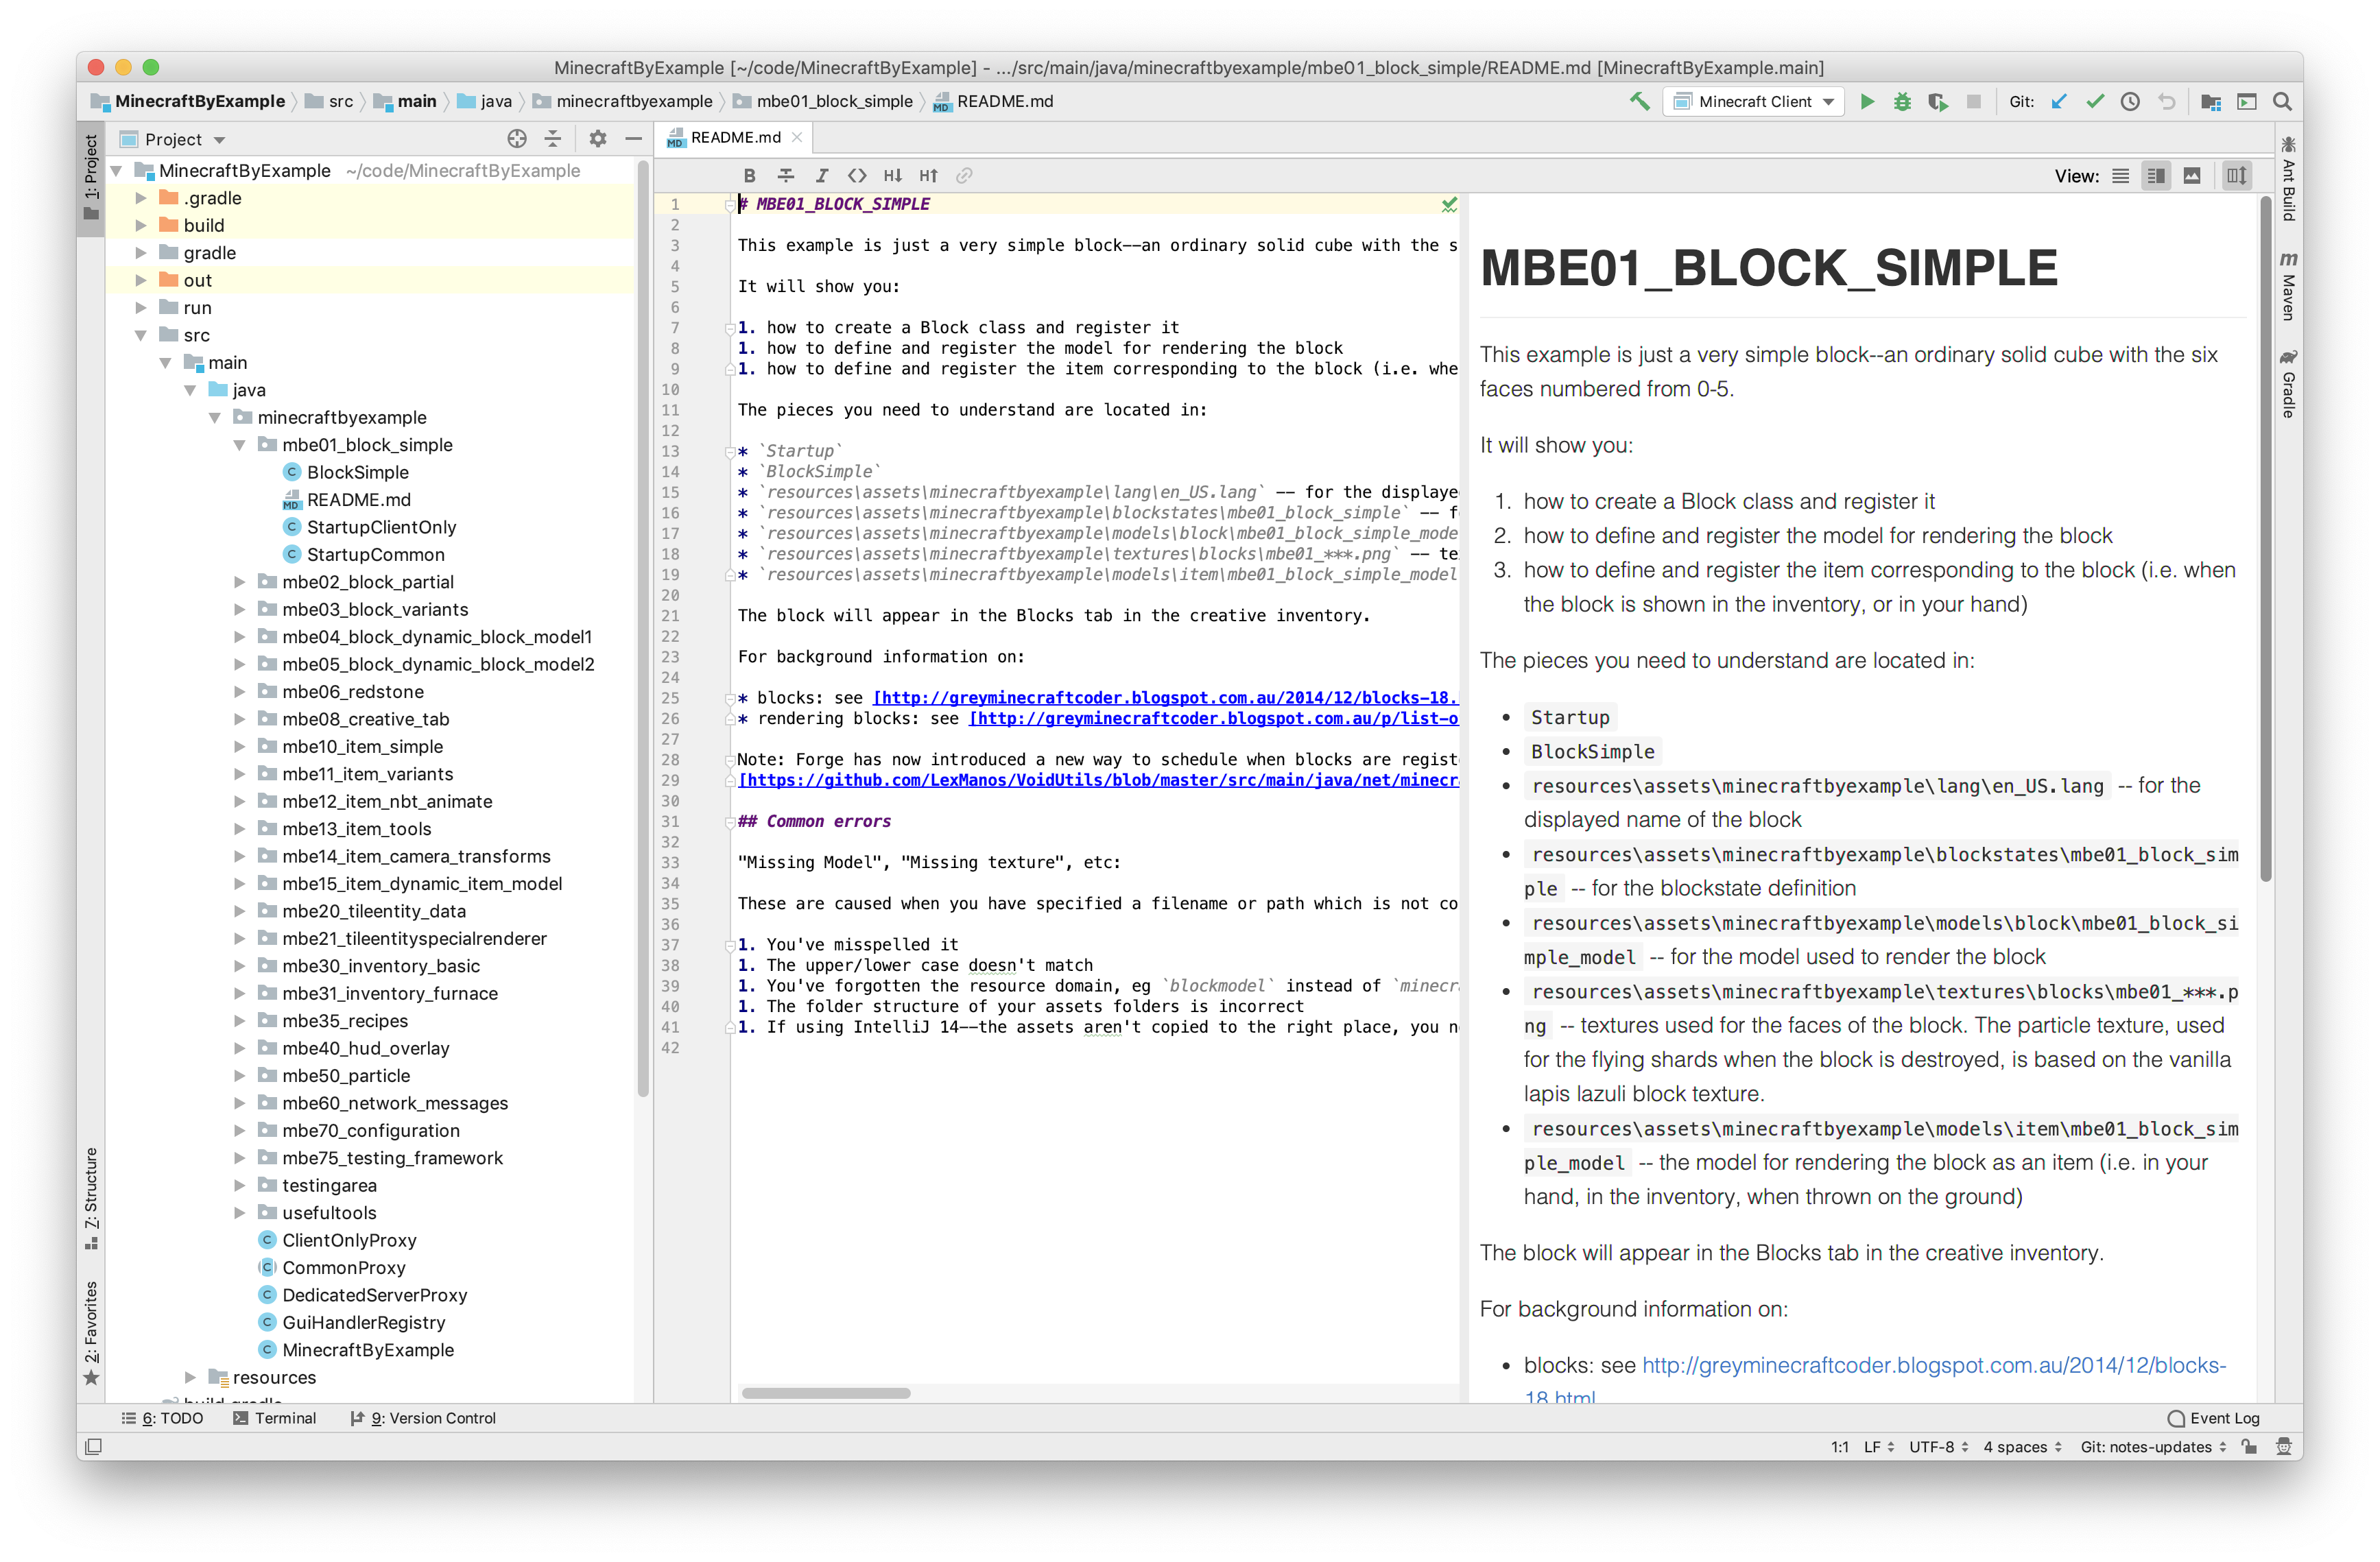 MinecraftByExample [~/code/MinecraftByExample] - .../src/main/java/minecraftbyexample/mbe01_block_simple/README.md [MinecraftByExample.main]
MinecraftByExample src main java minecraftbyexample mbe01_block_simple README.md
Minecraft Client Git:
1: Project
7: Structure
2: Favorites
Project
MinecraftByExample ~/code/MinecraftByExample
.gradle
build
gradle
out
run
src
main
java
minecraftbyexample
mbe01_block_simple
BlockSimple
README.md
StartupClientOnly
StartupCommon
mbe02_block_partial
mbe03_block_variants
mbe04_block_dynamic_block_model1
mbe05_block_dynamic_block_model2
mbe06_redstone
mbe08_creative_tab
mbe10_item_simple
mbe11_item_variants
mbe12_item_nbt_animate
mbe13_item_tools
mbe14_item_camera_transforms
mbe15_item_dynamic_item_model
mbe20_tileentity_data
mbe21_tileentityspecialrenderer
mbe30_inventory_basic
mbe31_inventory_furnace
mbe35_recipes
mbe40_hud_overlay
mbe50_particle
mbe60_network_messages
mbe70_configuration
mbe75_testing_framework
testingarea
usefultools
ClientOnlyProxy
CommonProxy
DedicatedServerProxy
GuiHandlerRegistry
MinecraftByExample
resources
build.gradle
README.md
View:
1 # MBE01_BLOCK_SIMPLE
2
3 This example is just a very simple block--an ordinary solid cube with the s
4
5 It will show you:
6
7 1. how to create a Block class and register it
8 1. how to define and register the model for rendering the block
9 1. how to define and register the item corresponding to the block (i.e. whe
10
11 The pieces you need to understand are located in:
12
13 * `Startup`
14 * `BlockSimple`
15 * `resources\assets\minecraftbyexample\lang\en_US.lang` -- for the displaye
16 * `resources\assets\minecraftbyexample\blockstates\mbe01_block_simple` -- f
17 * `resources\assets\minecraftbyexample\models\block\mbe01_block_simple_mode
18 * `resources\assets\minecraftbyexample\textures\blocks\mbe01_***.png` -- te
19 * `resources\assets\minecraftbyexample\models\item\mbe01_block_simple_model
20
21 The block will appear in the Blocks tab in the creative inventory.
22
23 For background information on:
24
25 * blocks: see [http://greyminecraftcoder.blogspot.com.au/2014/12/blocks-18.
26 * rendering blocks: see [http://greyminecraftcoder.blogspot.com.au/p/list-o
27
28 Note: Forge has now introduced a new way to schedule when blocks are regist
29 [https://github.com/LexManos/VoidUtils/blob/master/src/main/java/net/minecr
30
31 ## Common errors
32
33 "Missing Model", "Missing texture", etc:
34
35 These are caused when you have specified a filename or path which is not co
36
37 1. You've misspelled it
38 1. The upper/lower case doesn't match
39 1. You've forgotten the resource domain, eg `blockmodel` instead of `minecr
40 1. The folder structure of your assets folders is incorrect
41 1. If using IntelliJ 14--the assets aren't copied to the right place, you n
42
MBE01_BLOCK_SIMPLE
This example is just a very simple block--an ordinary solid cube with the six
faces numbered from 0-5.
It will show you:
1. how to create a Block class and register it
2. how to define and register the model for rendering the block
3. how to define and register the item corresponding to the block (i.e. when
the block is shown in the inventory, or in your hand)
The pieces you need to understand are located in:
• Startup
• BlockSimple
• resources\assets\minecraftbyexample\lang\en_US.lang -- for the
displayed name of the block
• resources\assets\minecraftbyexample\blockstates\mbe01_block_sim
ple -- for the blockstate definition
• resources\assets\minecraftbyexample\models\block\mbe01_block_si
mple_model -- for the model used to render the block
• resources\assets\minecraftbyexample\textures\blocks\mbe01_***.p
ng -- textures used for the faces of the block. The particle texture, used
for the flying shards when the block is destroyed, is based on the vanilla
lapis lazuli block texture.
• resources\assets\minecraftbyexample\models\item\mbe01_block_sim
ple_model -- the model for rendering the block as an item (i.e. in your
hand, in the inventory, when thrown on the ground)
The block will appear in the Blocks tab in the creative inventory.
For background information on:
• blocks: see http://greyminecraftcoder.blogspot.com.au/2014/12/blocks-
18.html
Ant Build
Maven
Gradle
6: TODO Terminal 9: Version Control Event Log
1:1 LF UTF-8 4 spaces Git: notes-updates